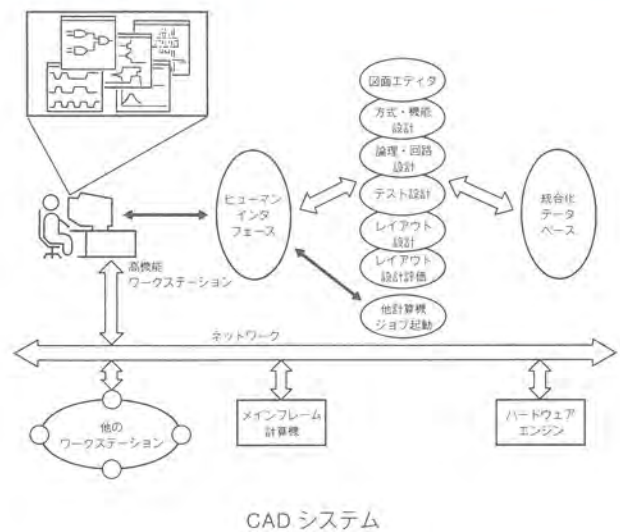 図面エディタ
方式・機能
設計
論理・回路
設計
テスト設計
レイアウト
設計
レイアウト
設計評価
他計算機
ジョブ起動
ヒューマン
インタ
フェース
統合化
データ
ベース
高機能
ワークステーション
ネットワーク
他の
ワークステーション
メインフレーム
計算機
ハードウェア
エンジン
CAD システム